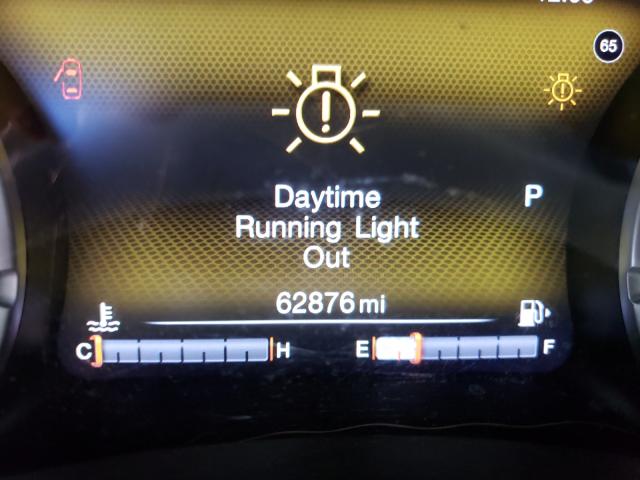 65
Daytime
P
Running Light
Out
62876 mi
C H E F